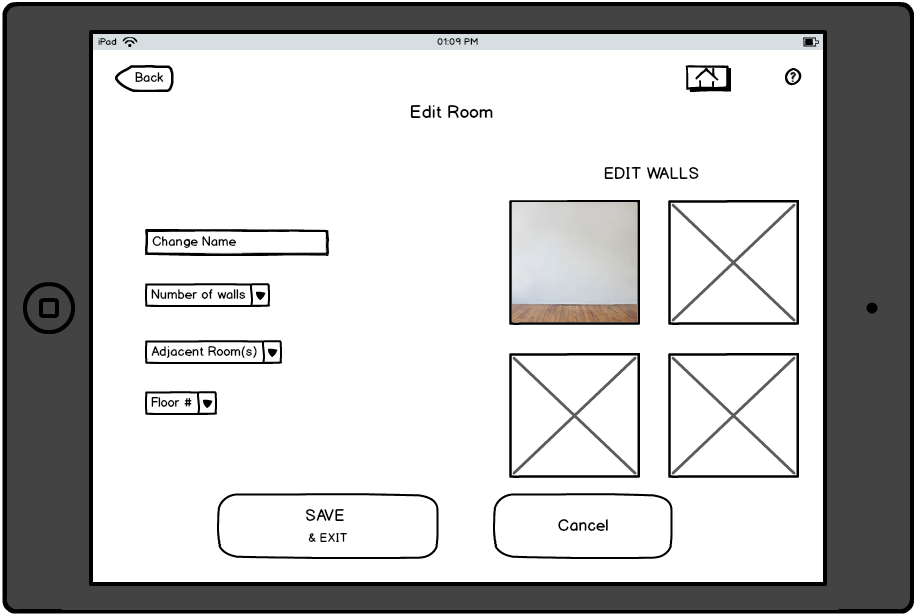 iPad
01:09 PM
Back
?
Edit Room
EDIT WALLS
Change Name
Number of walls
Adjacent Room(s)
Floor #
SAVE
& EXIT
Cancel